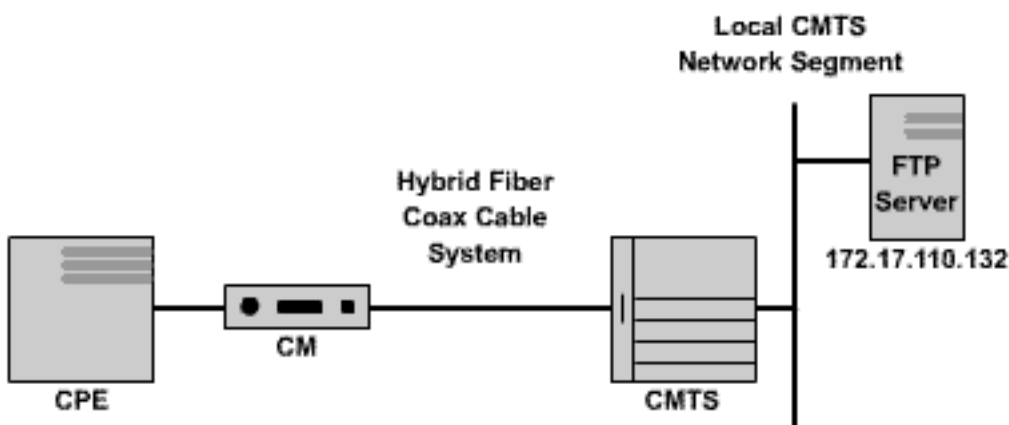 Local CMTS
Network Segment
FTP
Server
172.17.110.132
Hybrid Fiber
Coax Cable
System
CPE
CM
CMTS